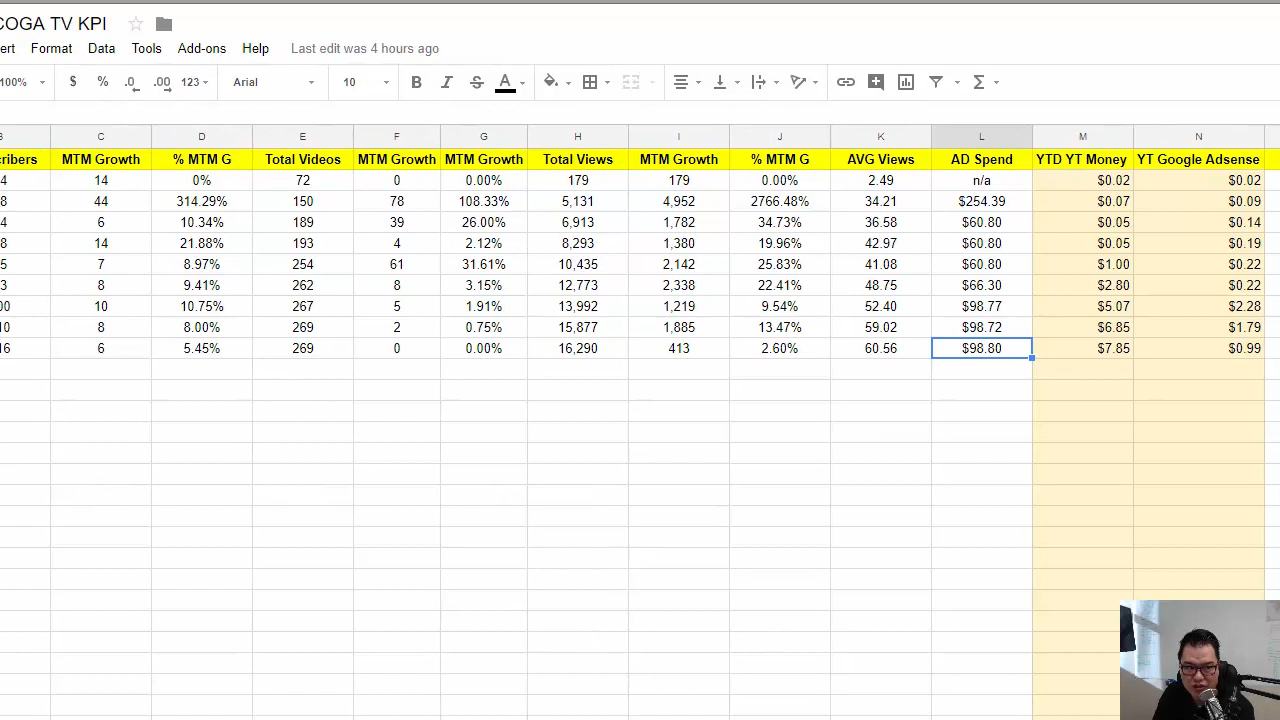 COGA TV KPI
ert Format Data Tools Add-ons Help Last edit was 4 hours ago
100% $ % .0 .00 123 Arial 10 B I S A Σ
B C D E F G H I J K L M N
cribers MTM Growth % MTM G Total Videos MTM Growth MTM Growth Total Views MTM Growth % MTM G AVG Views AD Spend YTD YT Money YT Google Adsense
4 14 0% 72 0 0.00% 179 179 0.00% 2.49 n/a $0.02 $0.02
8 44 314.29% 150 78 108.33% 5,131 4,952 2766.48% 34.21 $254.39 $0.07 $0.09
4 6 10.34% 189 39 26.00% 6,913 1,782 34.73% 36.58 $60.80 $0.05 $0.14
8 14 21.88% 193 4 2.12% 8,293 1,380 19.96% 42.97 $60.80 $0.05 $0.19
5 7 8.97% 254 61 31.61% 10,435 2,142 25.83% 41.08 $60.80 $1.00 $0.22
3 8 9.41% 262 8 3.15% 12,773 2,338 22.41% 48.75 $66.30 $2.80 $0.22
00 10 10.75% 267 5 1.91% 13,992 1,219 9.54% 52.40 $98.77 $5.07 $2.28
10 8 8.00% 269 2 0.75% 15,877 1,885 13.47% 59.02 $98.72 $6.85 $1.79
16 6 5.45% 269 0 0.00% 16,290 413 2.60% 60.56 $98.80 $7.85 $0.99